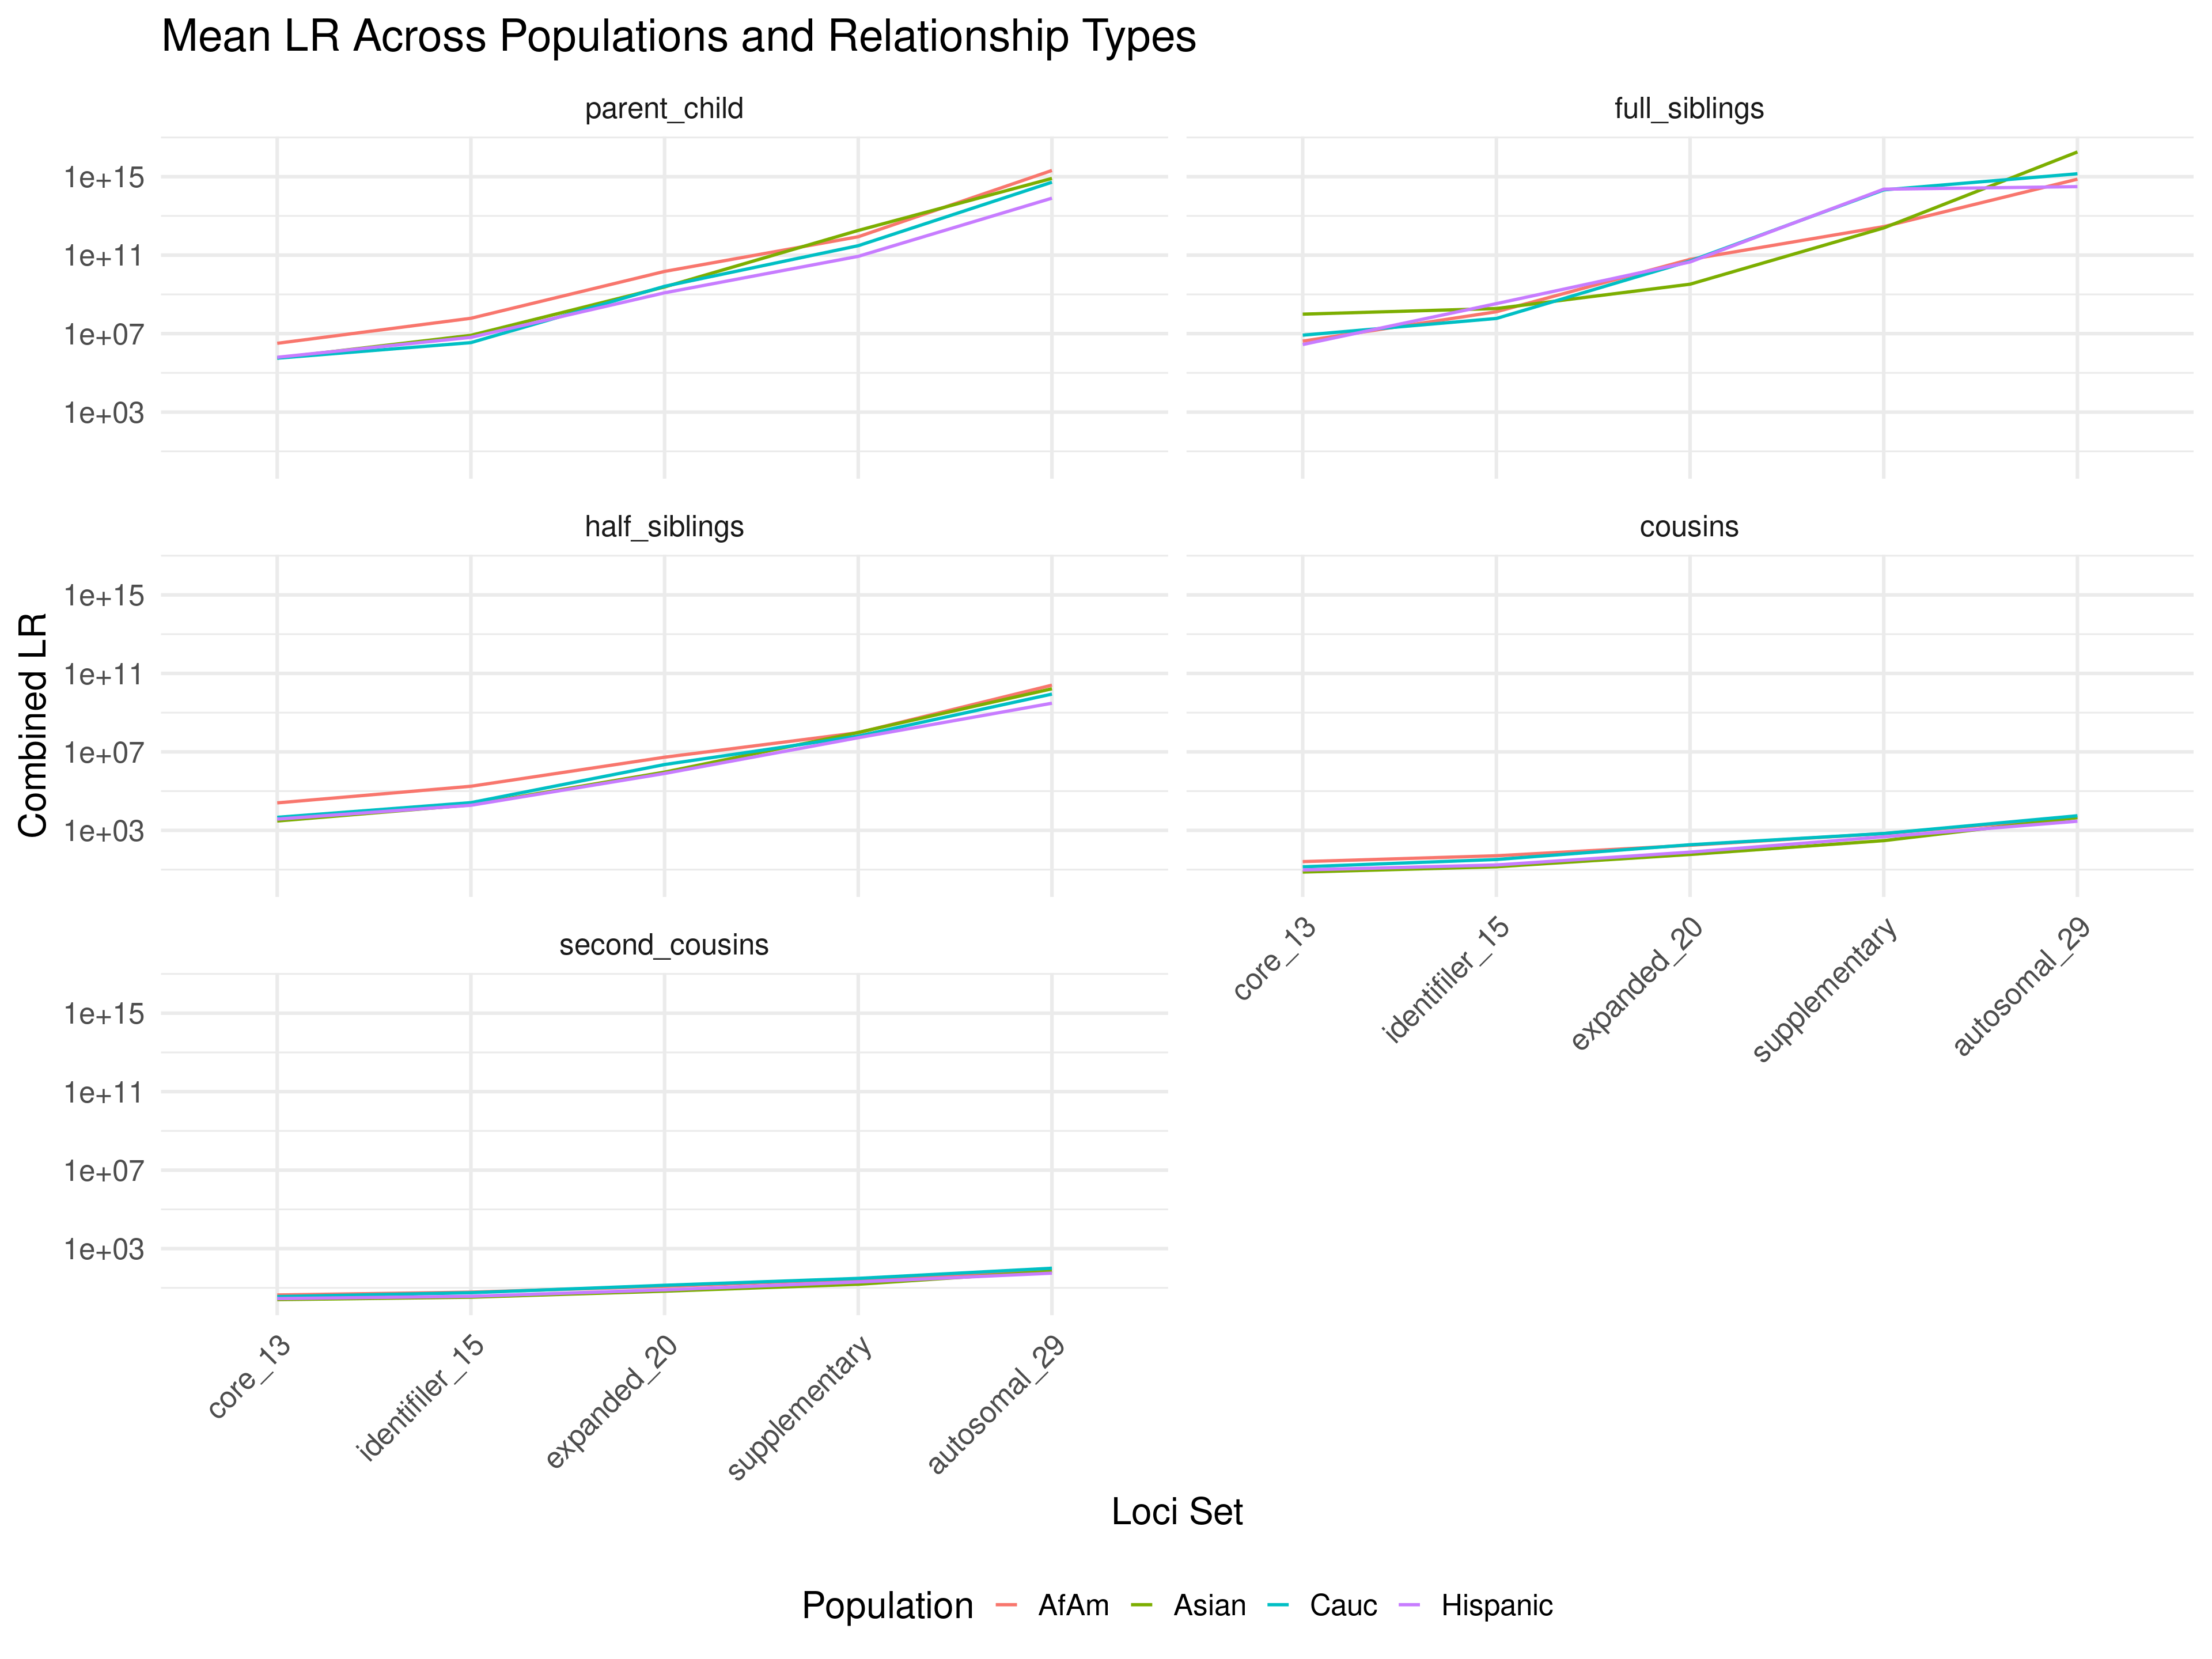 Mean LR Across Populations and Relationship Types
parent_child
full_siblings
1e+15
1e+11
1e+07
1e+03
half_siblings
cousins
Combined LR
1e+15
1e+11
1e+07
1e+03
core_13
identifiler_15
expanded_20
supplementary
autosomal_29
second_cousins
1e+15
1e+11
1e+07
1e+03
core_13
identifiler_15
expanded_20
supplementary
autosomal_29
Loci Set
Population AfAm Asian Cauc Hispanic